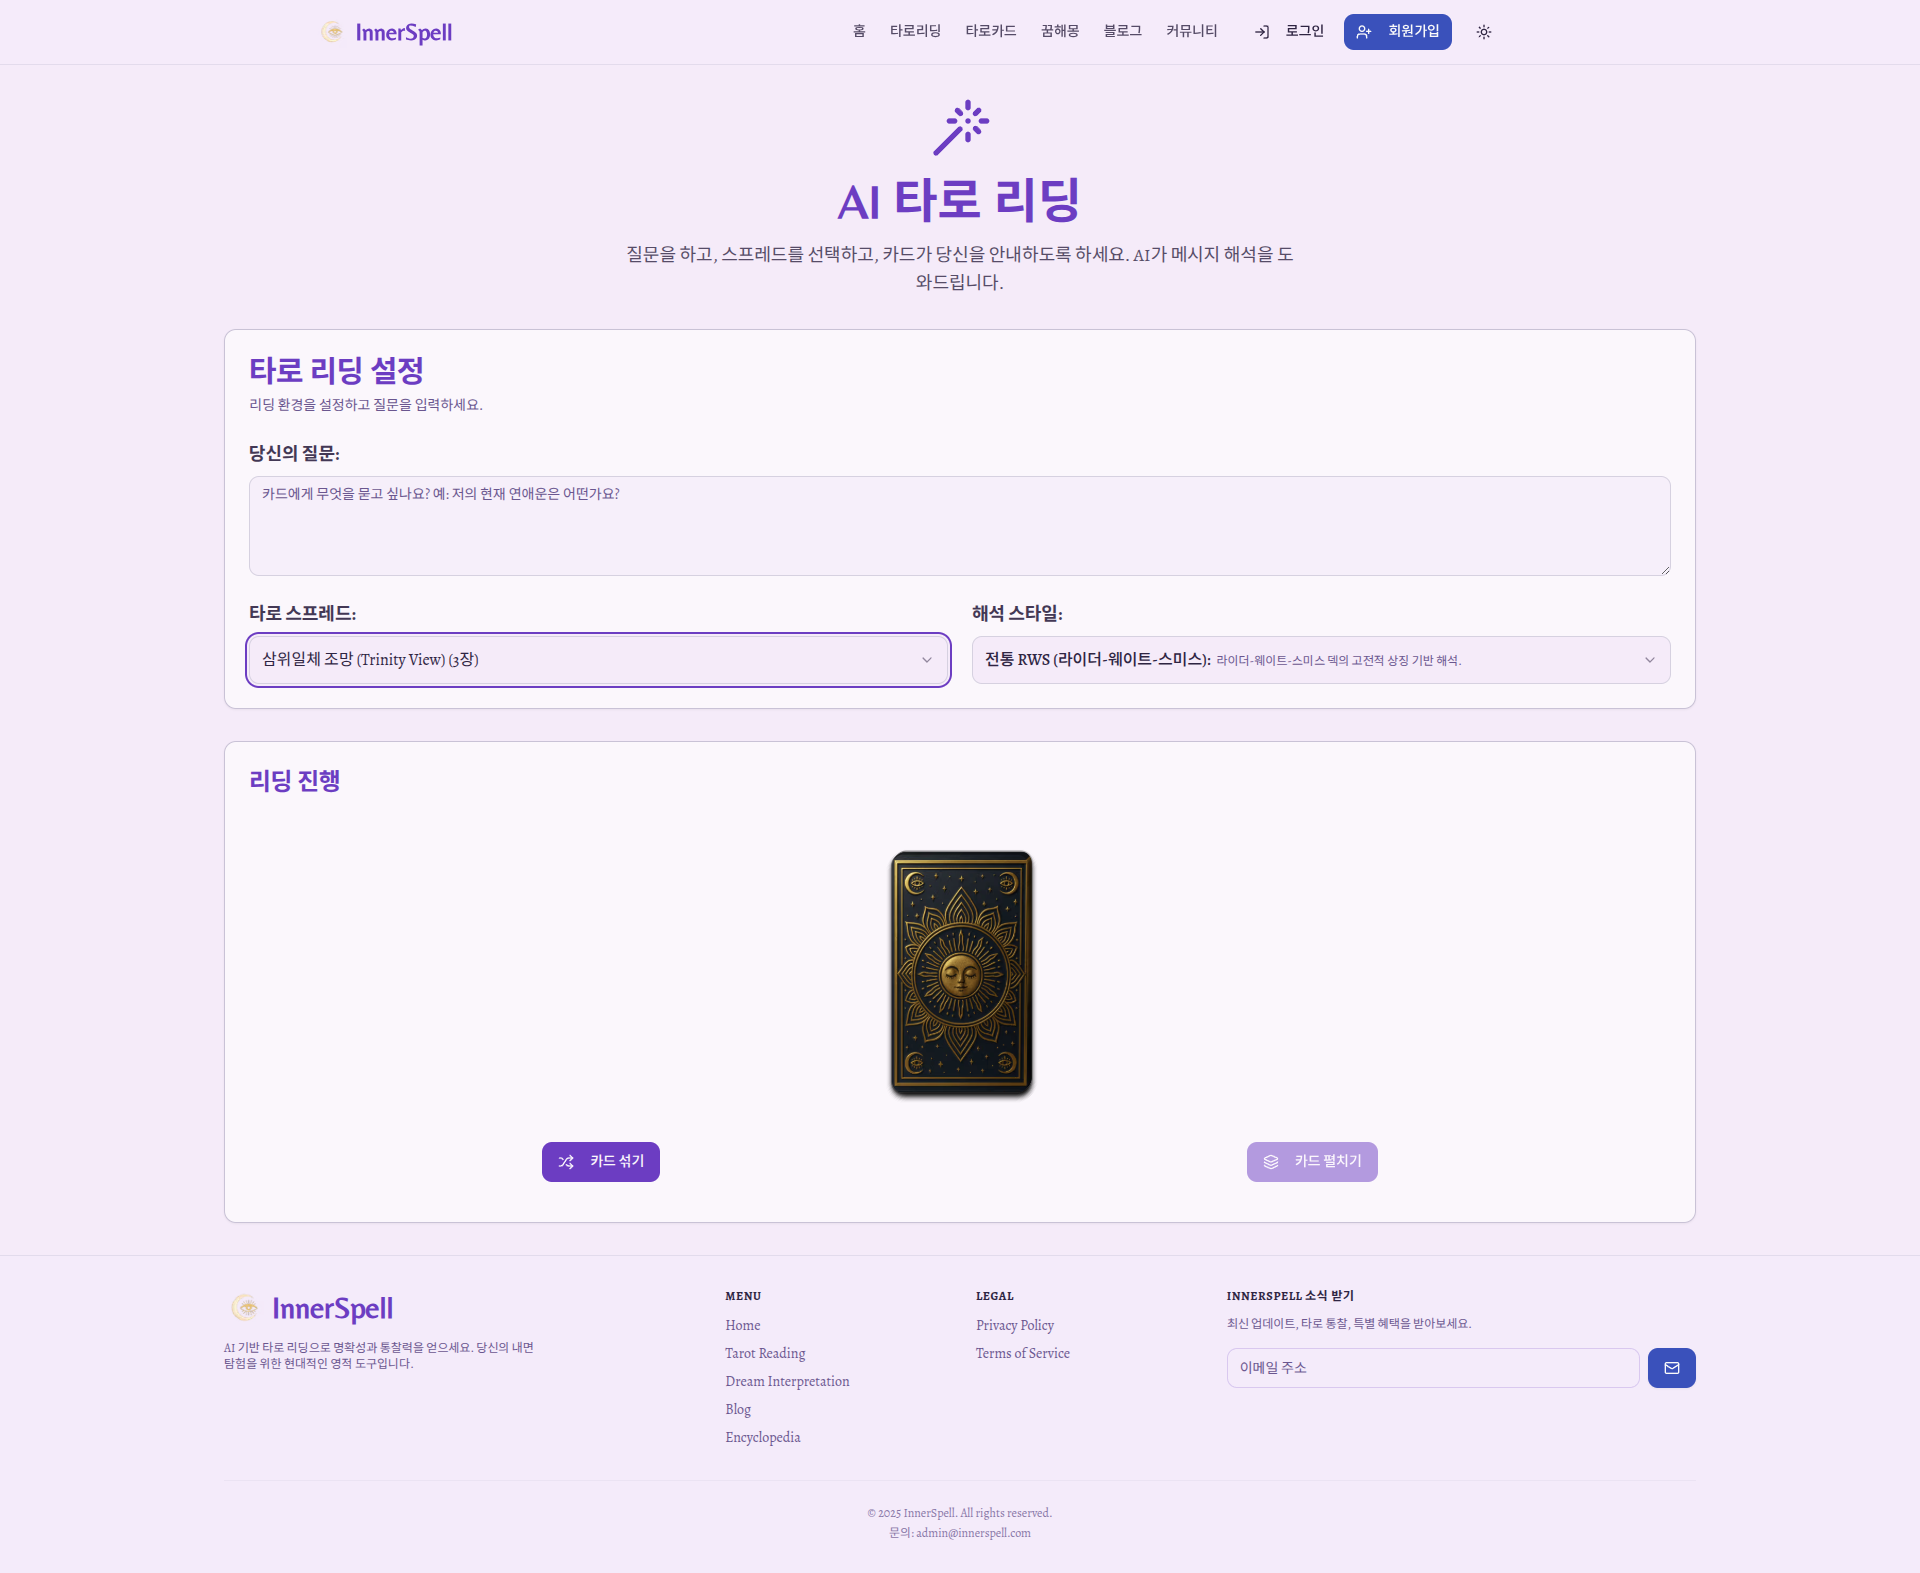 InnerSpell
홈
타로리딩
타로카드
꿈해몽
블로그
커뮤니티
로그인
회원가입
AI 타로 리딩
질문을 하고, 스프레드를 선택하고, 카드가 당신을 안내하도록 하세요. AI가 메시지 해석을 도
와드립니다.
타로 리딩 설정
리딩 환경을 설정하고 질문을 입력하세요.
당신의 질문:
카드에게 무엇을 묻고 싶나요? 예: 저의 현재 연애운은 어떤가요?
타로 스프레드:
삼위일체 조망 (Trinity View) (3장)
해석 스타일:
전통 RWS (라이더-웨이트-스미스): 라이더-웨이트-스미스 덱의 고전적 상징 기반 해석.
리딩 진행
카드 섞기
카드 펼치기
InnerSpell
AI 기반 타로 리딩으로 명확성과 통찰력을 얻으세요. 당신의 내면
탐험을 위한 현대적인 영적 도구입니다.
MENU
Home
Tarot Reading
Dream Interpretation
Blog
Encyclopedia
LEGAL
Privacy Policy
Terms of Service
INNERSPELL 소식 받기
최신 업데이트, 타로 통찰, 특별 혜택을 받아보세요.
이메일 주소
© 2025 InnerSpell. All rights reserved.
문의: admin@innerspell.com